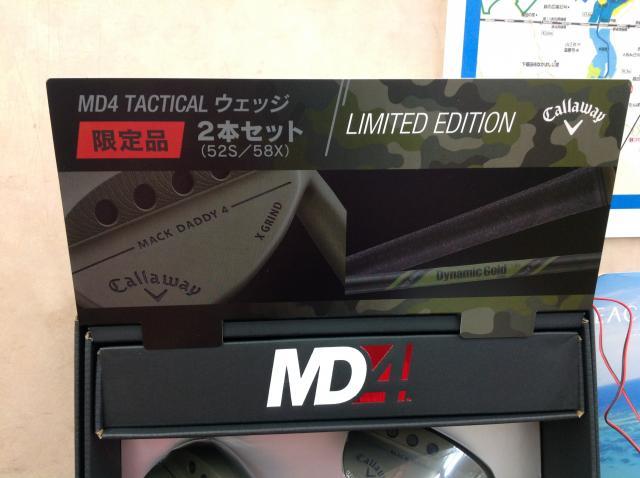 MD4 TACTICAL ウェッジ
限定品 2本セット
(52S／58X)
LIMITED EDITION
Callaway
MACK DADDY 4
X GRIND
Callaway
Dynamic Gold
MD4
Callaway